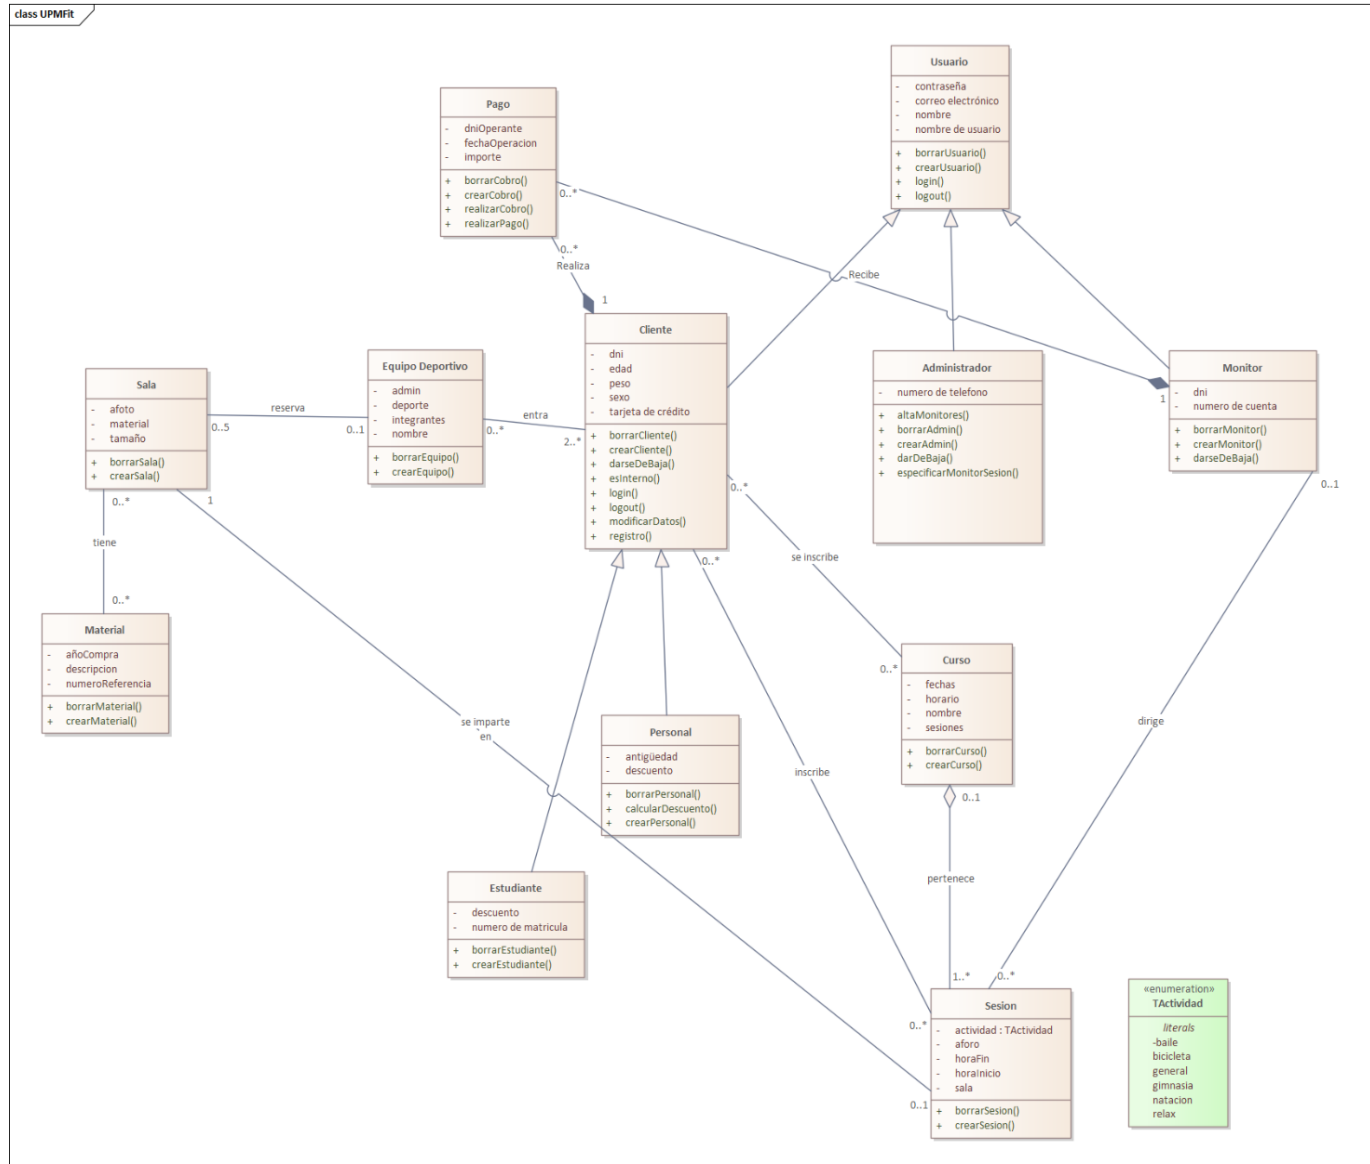 class UPMFit
Usuario
- contraseña
- correo electrónico
- nombre
- nombre de usuario
+ borrarUsuario()
+ crearUsuario()
+ login()
+ logout()
Pago
- dniOperante
- fechaOperacion
- importe
+ borrarCobro()
+ crearCobro()
+ realizarCobro()
+ realizarPago()
0..*
0..*
Realiza
1
Recibe
1
Cliente
- dni
- edad
- peso
- sexo
- tarjeta de crédito
+ borrarCliente()
+ crearCliente()
+ darseDeBaja()
+ esInterno()
+ login()
+ logout()
+ modificarDatos()
+ registro()
Administrador
- numero de telefono
+ altaMonitores()
+ borrarAdmin()
+ crearAdmin()
+ darDeBaja()
+ especificarMonitorSesion()
Monitor
- dni
- numero de cuenta
+ borrarMonitor()
+ crearMonitor()
+ darseDeBaja()
Equipo Deportivo
- admin
- deporte
- integrantes
- nombre
+ borrarEquipo()
+ crearEquipo()
Sala
- afoto
- material
- tamaño
+ borrarSala()
+ crearSala()
reserva
0..5
0..1
entra
0..*
2..*
0..*
1
tiene
0..*
Material
- añoCompra
- descripcion
- numeroReferencia
+ borrarMaterial()
+ crearMaterial()
0..*
se inscribe
0..*
0..1
dirige
0..*
0..*
inscribe
0..*
se imparte
en
0..1
Curso
- fechas
- horario
- nombre
- sesiones
+ borrarCurso()
+ crearCurso()
0..1
pertenece
1..*
Personal
- antigüedad
- descuento
+ borrarPersonal()
+ calcularDescuento()
+ crearPersonal()
Estudiante
- descuento
- numero de matricula
+ borrarEstudiante()
+ crearEstudiante()
Sesion
- actividad : TActividad
- aforo
- horaFin
- horaInicio
- sala
+ borrarSesion()
+ crearSesion()
«enumeration»
TActividad
literals
-baile
bicicleta
general
gimnasia
natacion
relax